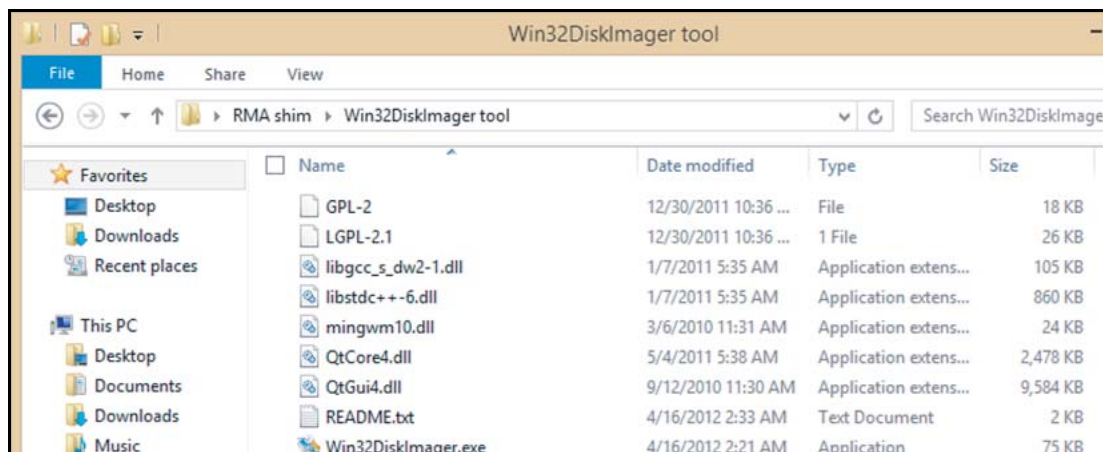 Win32DiskImager tool
File Home Share View
RMA shim Win32DiskImager tool Search Win32DiskImage
Favorites Name Date modified Type Size
Desktop GPL-2 12/30/2011 10:36 ... File 18 KB
Downloads LGPL-2.1 12/30/2011 10:36 ... 1 File 26 KB
Recent places libgcc_s_dw2-1.dll 1/7/2011 5:35 AM Application extens... 105 KB
libstdc++-6.dll 1/7/2011 5:35 AM Application extens... 860 KB
This PC mingwm10.dll 3/6/2010 11:31 AM Application extens... 24 KB
Desktop QtCore4.dll 5/4/2011 5:38 AM Application extens... 2,478 KB
Documents QtGui4.dll 9/12/2010 11:30 AM Application extens... 9,584 KB
Downloads README.txt 4/16/2012 2:33 AM Text Document 2 KB
Music Win32DiskImager.exe 4/16/2012 2:21 AM Application 75 KB